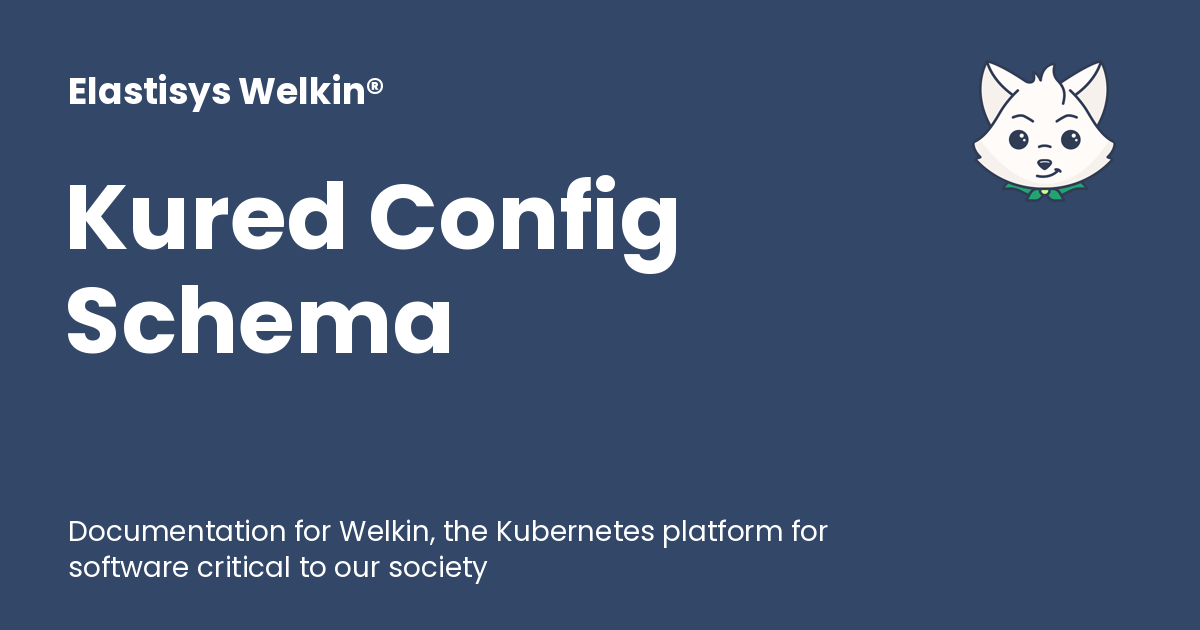 Elastisys Welkin®
Kured Config
Schema
Documentation for Welkin, the Kubernetes platform for
software critical to our society